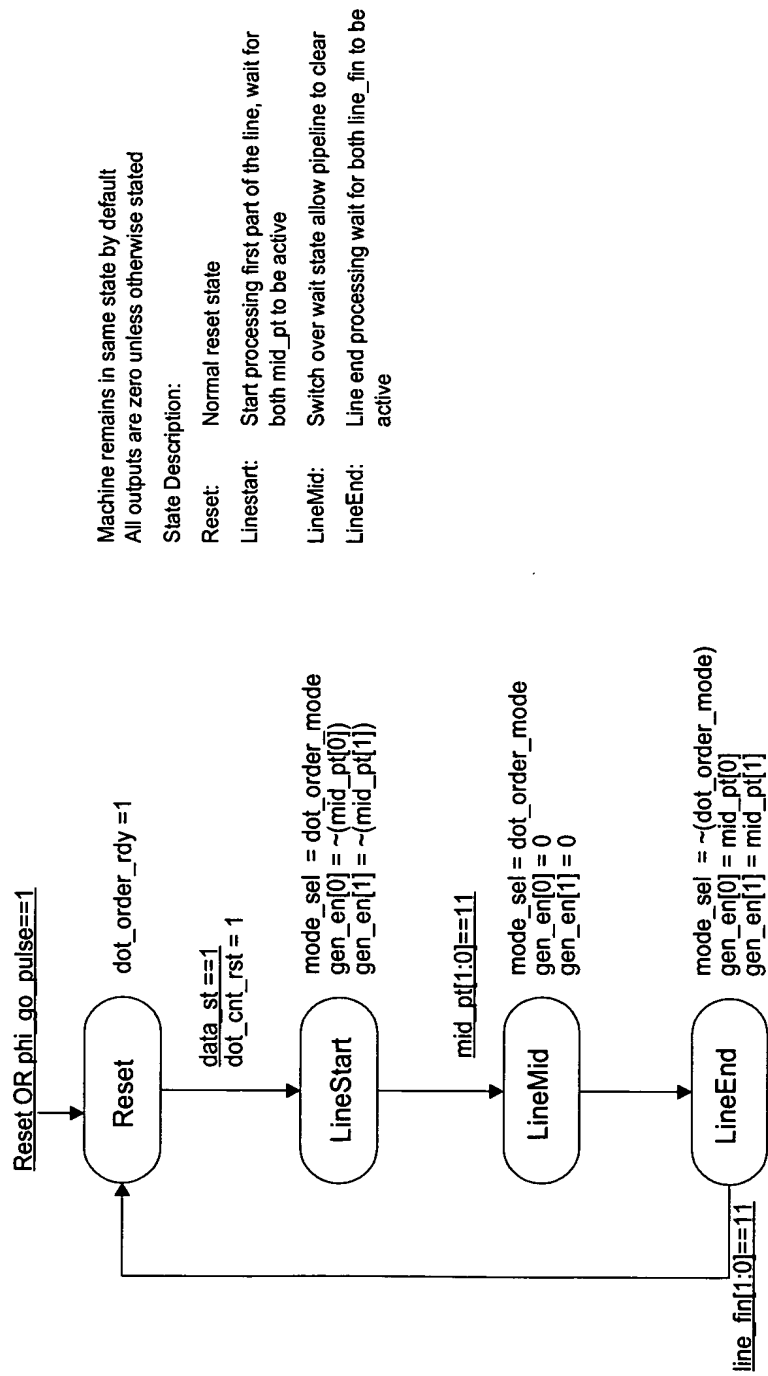 Reset OR phi_go_pulse==1
Reset
dot_order_rdy =1
data_st ==1
dot_cnt_rst = 1
LineStart
mode_sel = dot_order_mode
gen_en[0] = ~(mid_pt[0])
gen_en[1] = ~(mid_pt[1])
mid_pt[1:0]==11
LineMid
mode_sel = dot_order_mode
gen_en[0] = 0
gen_en[1] = 0
LineEnd
mode_sel = ~(dot_order_mode)
gen_en[0] = mid_pt[0]
gen_en[1] = mid_pt[1]
line_fin[1:0]==11
Machine remains in same state by default
All outputs are zero unless otherwise stated
State Description:
Reset: Normal reset state
Linestart: Start processing first part of the line, wait for
both mid_pt to be active
LineMid: Switch over wait state allow pipeline to clear
LineEnd: Line end processing wait for both line_fin to be
active